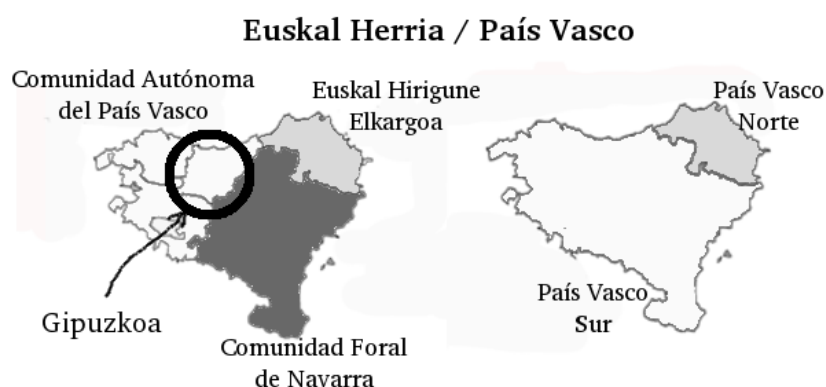 Euskal Herria / País Vasco
Comunidad Autónoma
del País Vasco
Euskal Hirigune
Elkargoa
Gipuzkoa
Comunidad Foral
de Navarra
País Vasco
Norte
País Vasco
Sur